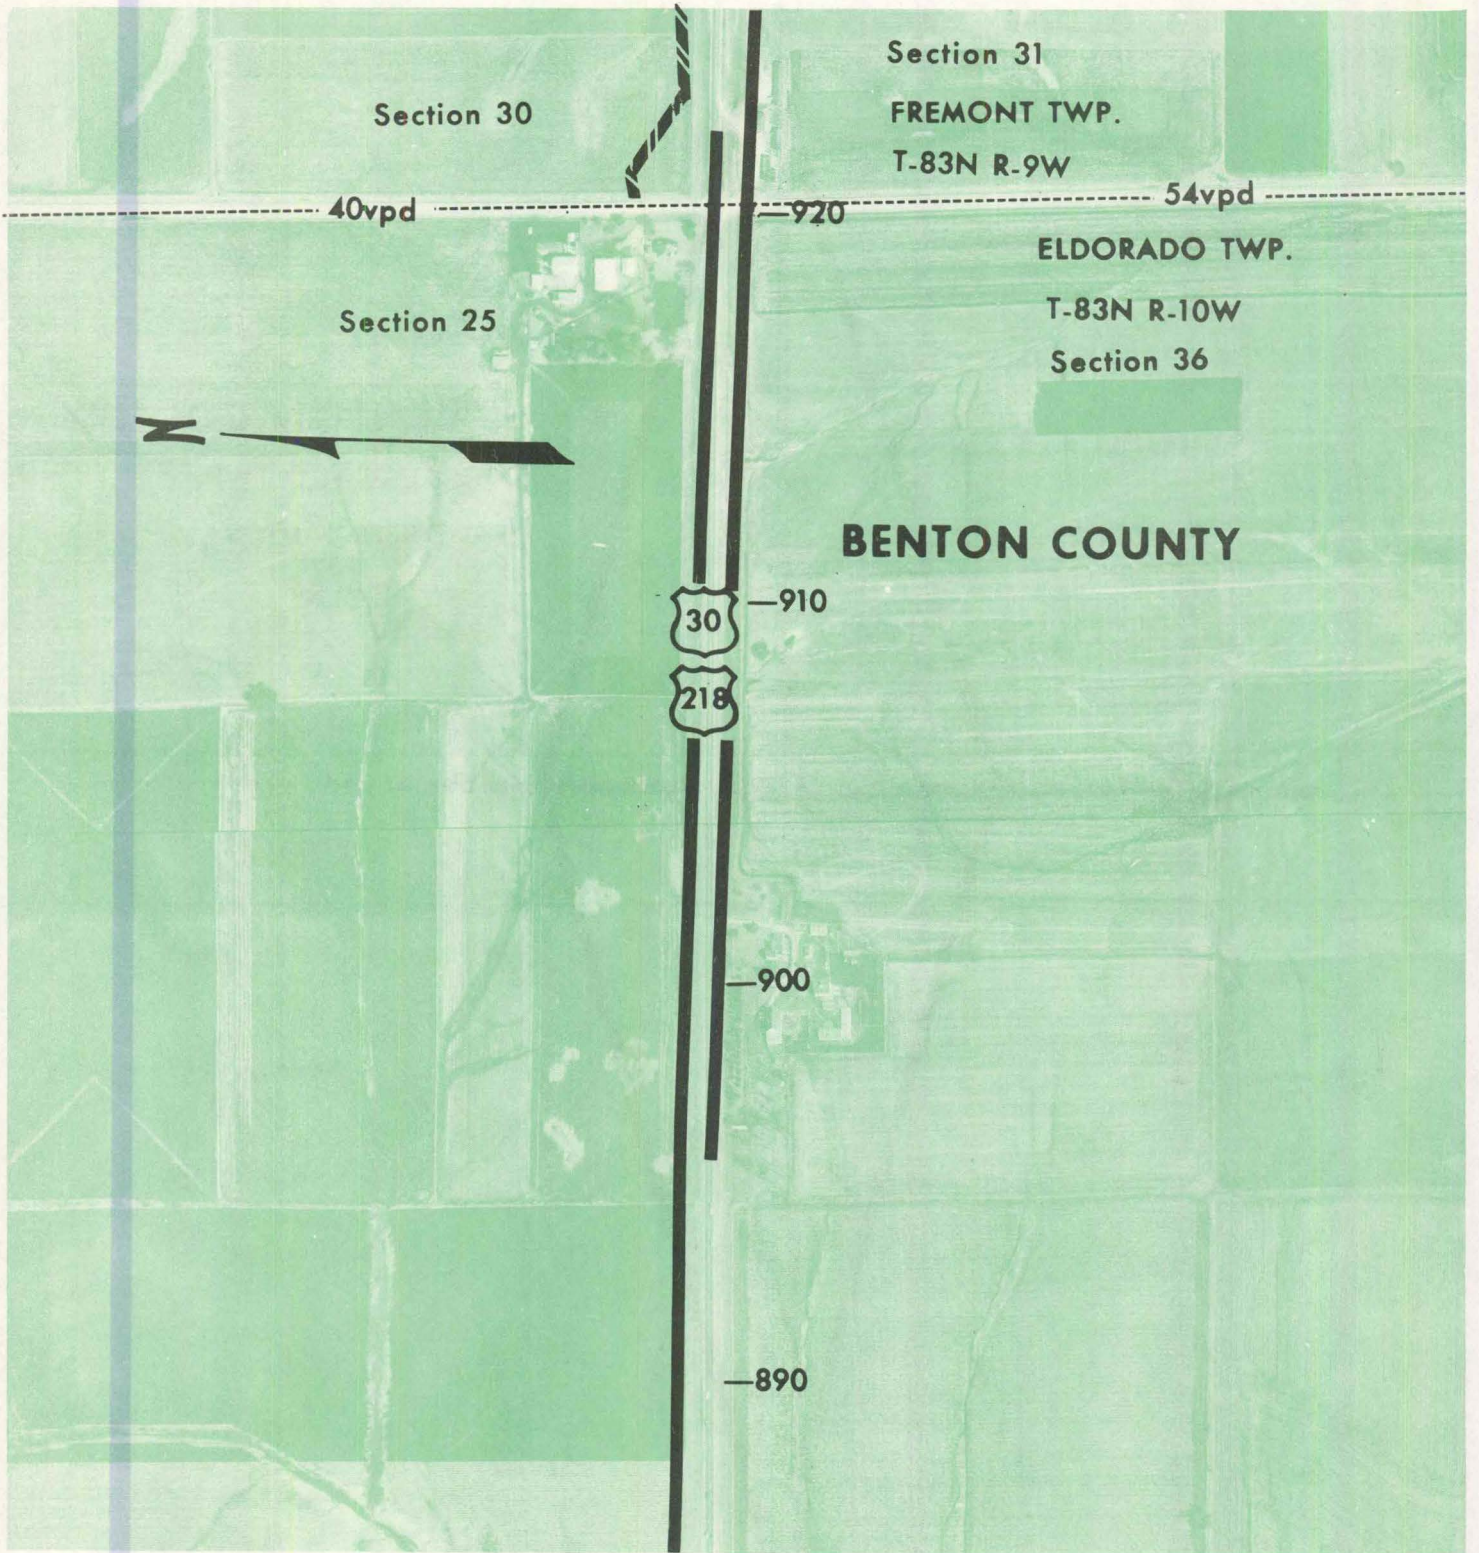 Section 31
Section 30
FREMONT TWP.
T-83N R-9W
40vpd
54vpd
—920
ELDORADO TWP.
T-83N R-10W
Section 25
Section 36
N
BENTON COUNTY
—910
30
218
—900
—890